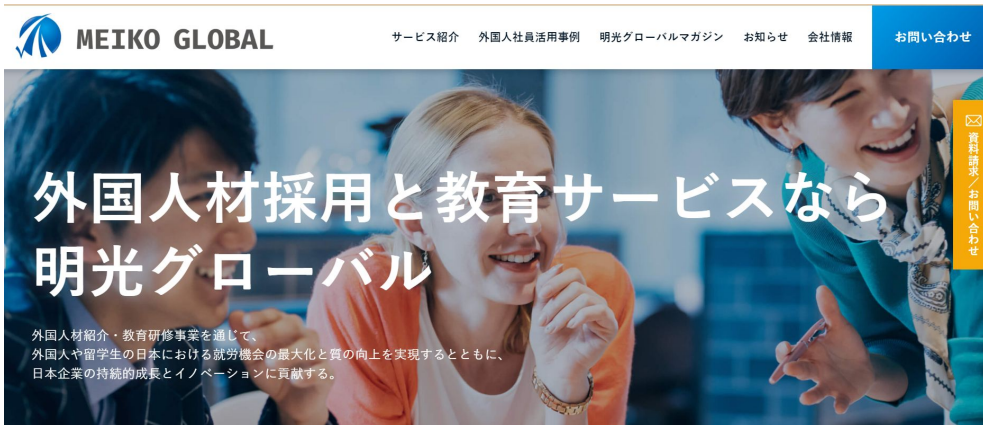 MEIKO GLOBAL
サービス紹介 外国人社員活用事例 明光グローバルマガジン お知らせ 会社情報 お問い合わせ
資料請求／お問い合わせ
外国人材採用と教育サービスなら
明光グローバル
外国人材紹介・教育研修事業を通じて、
外国人や留学生の日本における就労機会の最大化と質の向上を実現するとともに、
日本企業の持続的成長とイノベーションに貢献する。